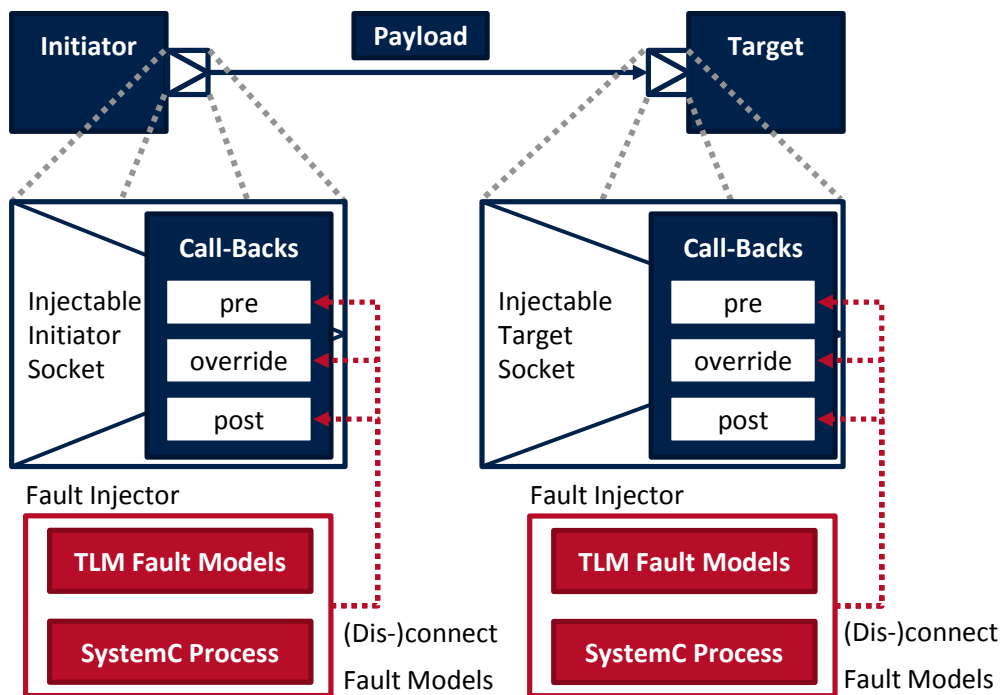 Initiator
Payload
Target
Call-Backs
Injectable
Initiator
Socket
pre
override
post
Call-Backs
Injectable
Target
Socket
pre
override
post
Fault Injector
TLM Fault Models
SystemC Process
(Dis-)connect
Fault Models
Fault Injector
TLM Fault Models
SystemC Process
(Dis-)connect
Fault Models